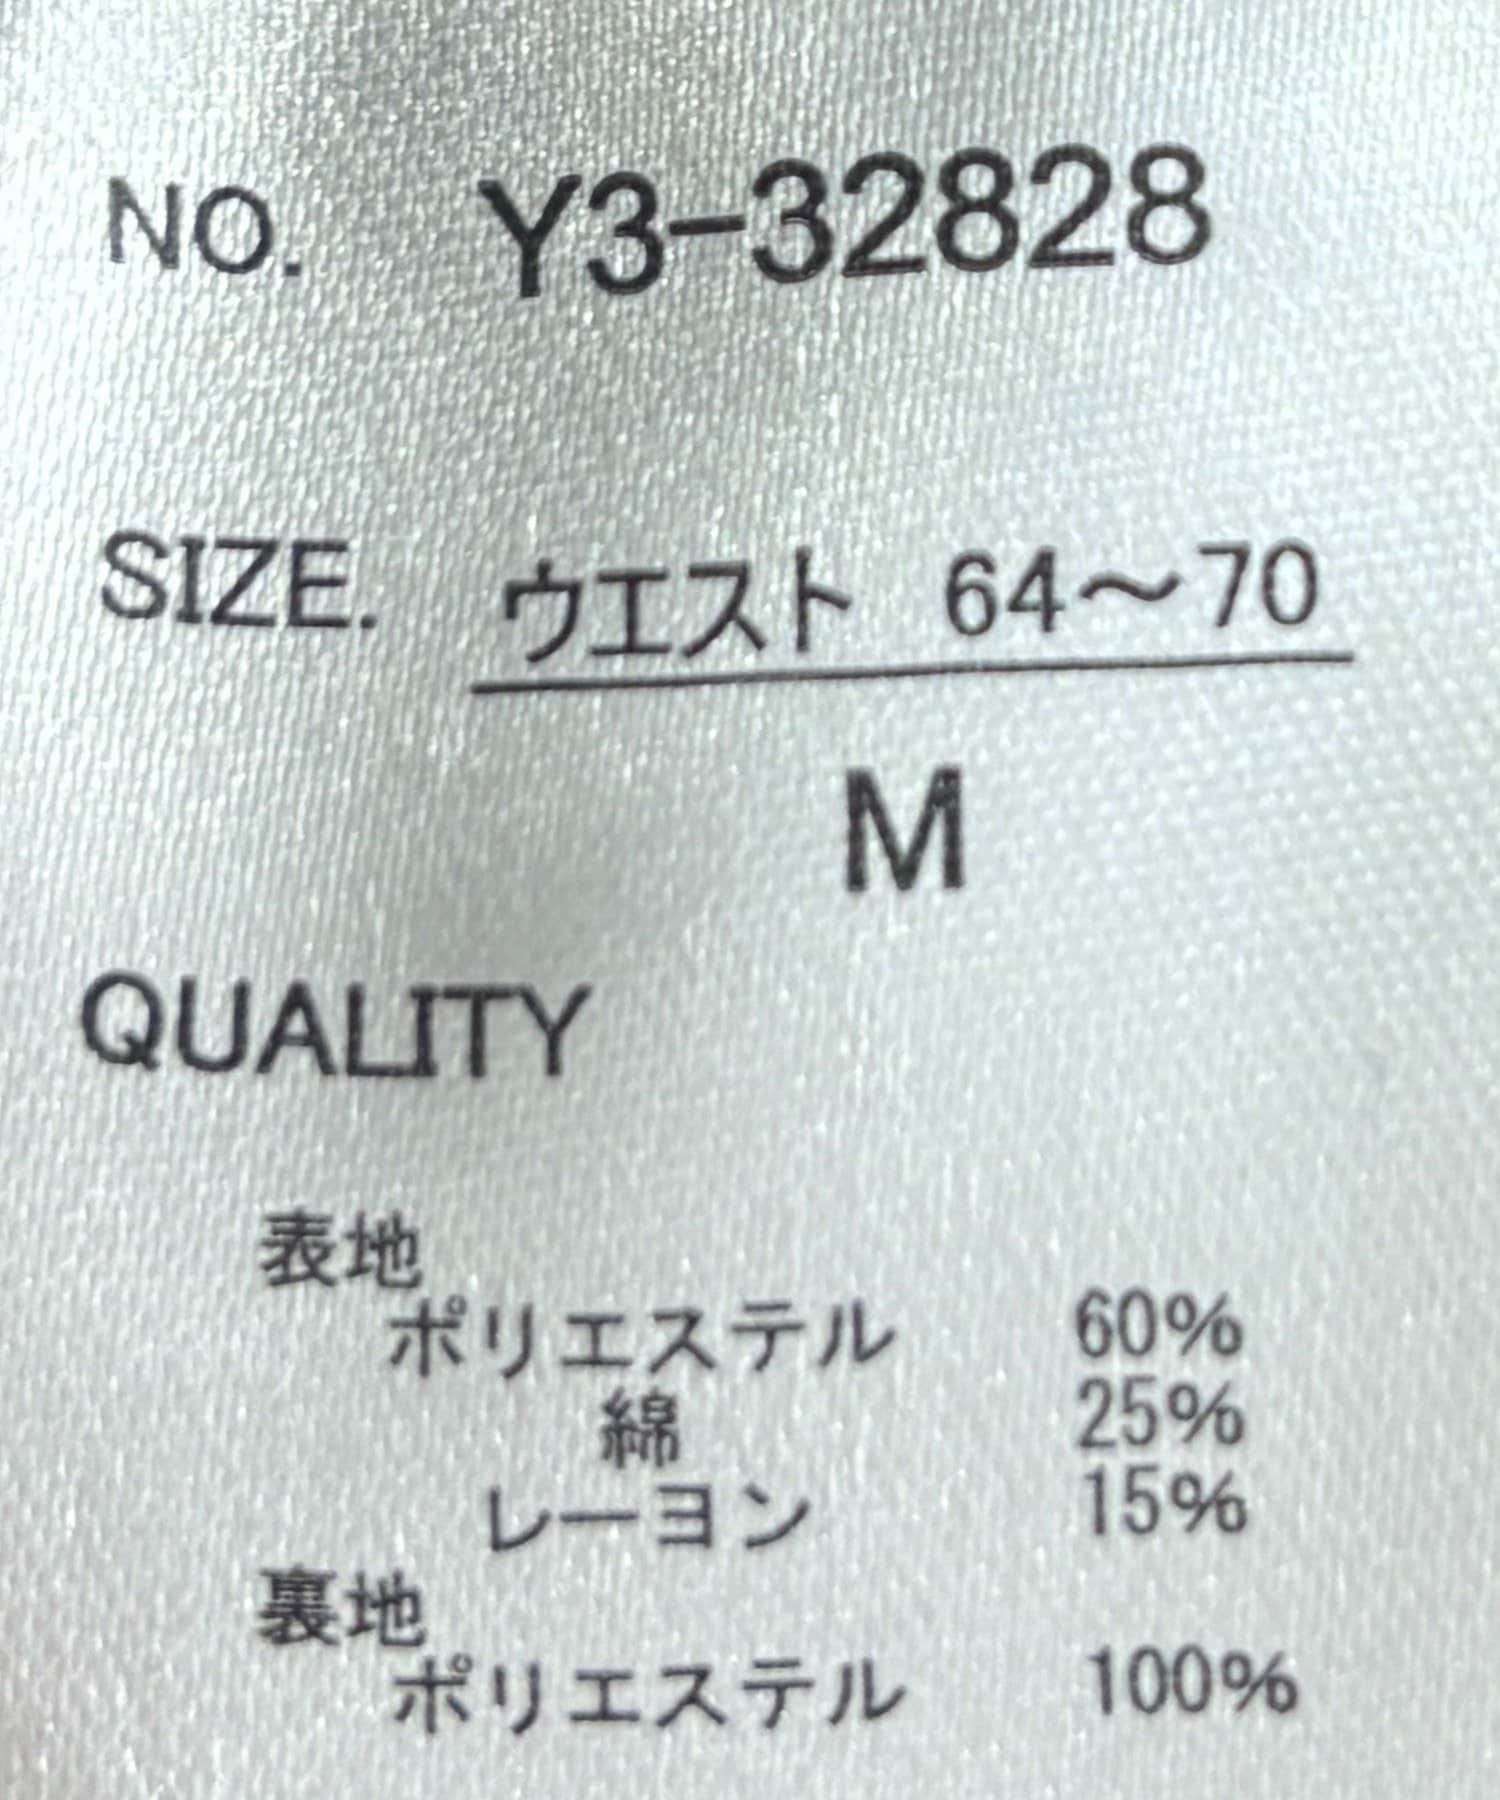 NO. Y3-32828
SIZE. ウエスト 64～70
M
QUALITY
表地
ポリエステル 60%
綿 25%
レーヨン 15%
裏地
ポリエステル 100%